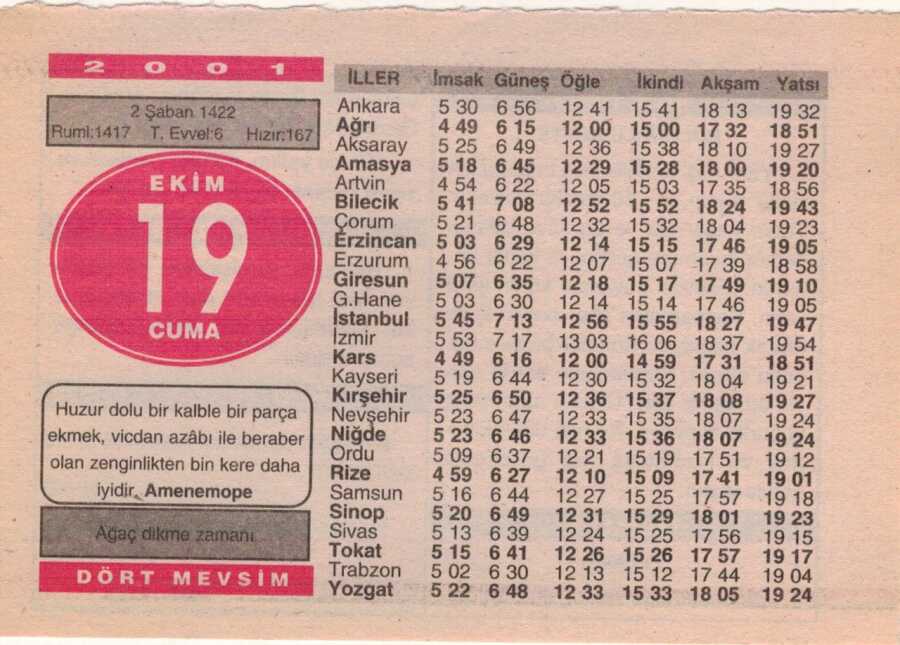 2 0 0 1
2 Şaban 1422
Rumî:1417 T. Evvel:6 Hızır:167
EKİM
19
CUMA
Huzur dolu bir kalble bir parça
ekmek, vicdan azâbı ile beraber
olan zenginlikten bin kere daha
iyidir. Amenemope
Ağaç dikme zamanı
DÖRT MEVSİM
İLLER İmsak Güneş Öğle İkindi Akşam Yatsı
Ankara 5 30 6 56 12 41 15 41 18 13 19 32
Ağrı 4 49 6 15 12 00 15 00 17 32 18 51
Aksaray 5 25 6 49 12 36 15 38 18 10 19 27
Amasya 5 18 6 45 12 29 15 28 18 00 19 20
Artvin 4 54 6 22 12 05 15 03 17 35 18 56
Bilecik 5 41 7 08 12 52 15 52 18 24 19 43
Çorum 5 21 6 48 12 32 15 32 18 04 19 23
Erzincan 5 03 6 29 12 14 15 15 17 46 19 05
Erzurum 4 56 6 22 12 07 15 07 17 39 18 58
Giresun 5 07 6 35 12 18 15 17 17 49 19 10
G.Hane 5 03 6 30 12 14 15 14 17 46 19 05
İstanbul 5 45 7 13 12 56 15 55 18 27 19 47
İzmir 5 53 7 17 13 03 16 06 18 37 19 54
Kars 4 49 6 16 12 00 14 59 17 31 18 51
Kayseri 5 19 6 44 12 30 15 32 18 04 19 21
Kırşehir 5 25 6 50 12 36 15 37 18 08 19 27
Nevşehir 5 23 6 47 12 33 15 35 18 07 19 24
Niğde 5 23 6 46 12 33 15 36 18 07 19 24
Ordu 5 09 6 37 12 21 15 19 17 51 19 12
Rize 4 59 6 27 12 10 15 09 17 41 19 01
Samsun 5 16 6 44 12 27 15 25 17 57 19 18
Sinop 5 20 6 49 12 31 15 29 18 01 19 23
Sivas 5 13 6 39 12 24 15 25 17 56 19 15
Tokat 5 15 6 41 12 26 15 26 17 57 19 17
Trabzon 5 02 6 30 12 13 15 12 17 44 19 04
Yozgat 5 22 6 48 12 33 15 33 18 05 19 24